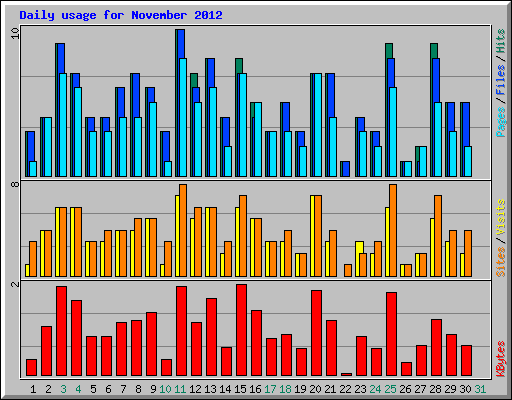 Daily usage for November 2012
10
Pages / Files / Hits
8
Sites / Visits
2
KBytes
1 2 3 4 5 6 7 8 9 10 11 12 13 14 15 16 17 18 19 20 21 22 23 24 25 26 27 28 29 30 31